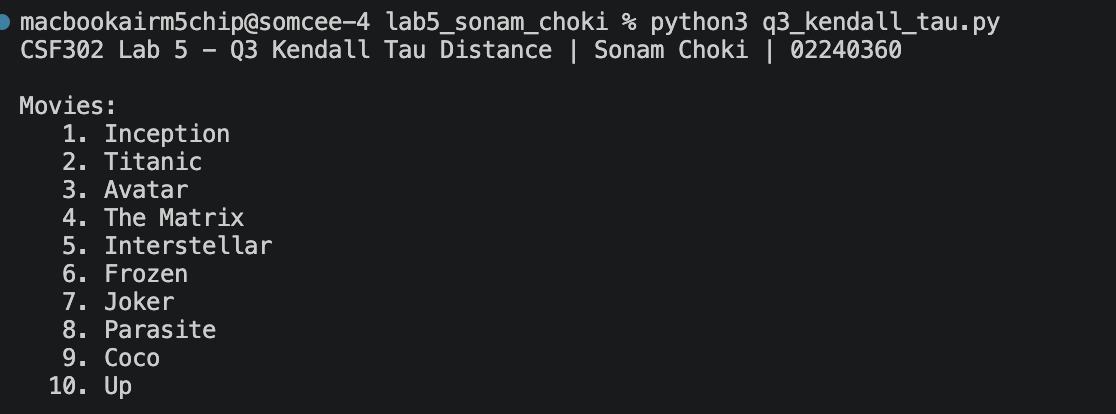 macbookairm5chip@somcee-4 lab5_sonam_choki % python3 q3_kendall_tau.py
CSF302 Lab 5 - Q3 Kendall Tau Distance | Sonam Choki | 02240360
Movies:
1. Inception
2. Titanic
3. Avatar
4. The Matrix
5. Interstellar
6. Frozen
7. Joker
8. Parasite
9. Coco
10. Up